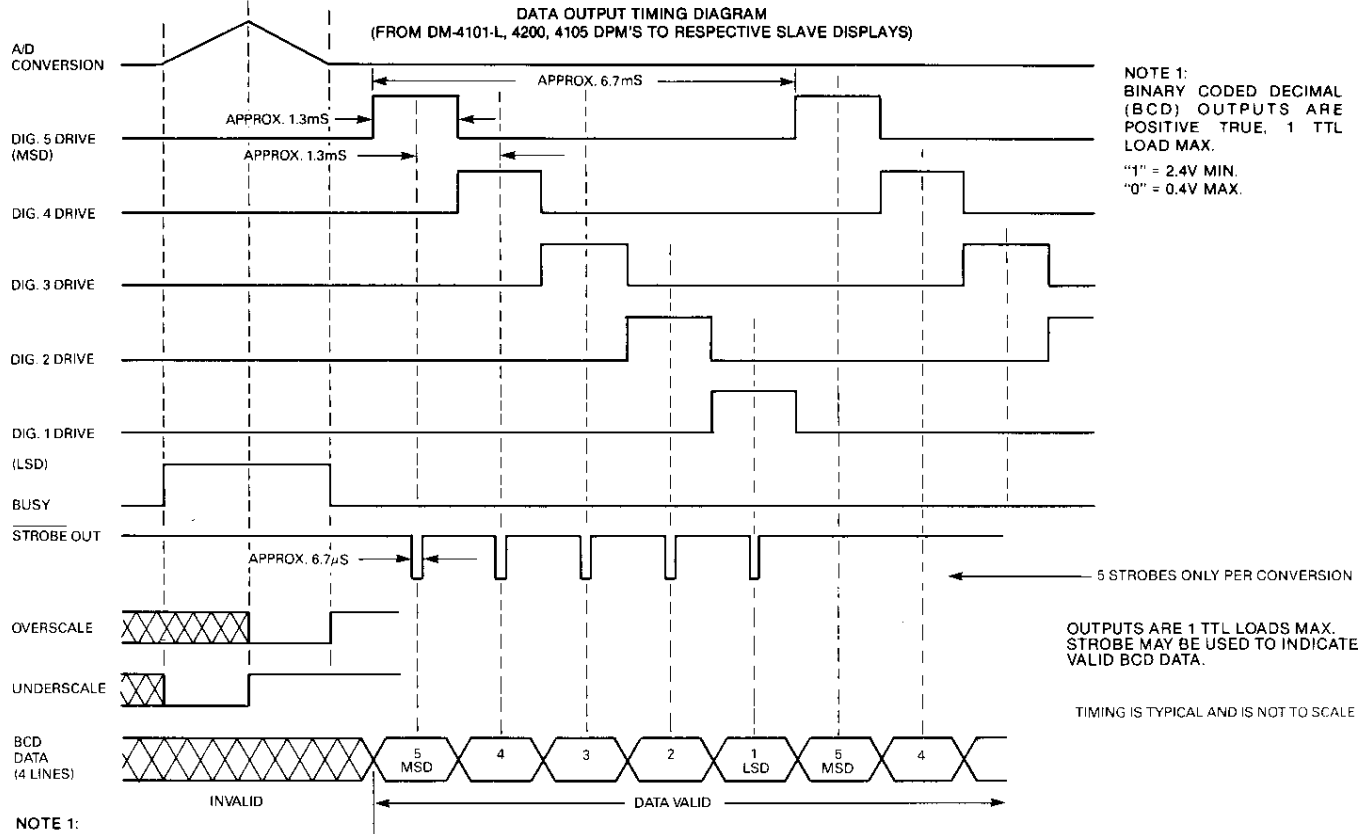 DATA OUTPUT TIMING DIAGRAM
(FROM DM-4101-L, 4200, 4105 DPM'S TO RESPECTIVE SLAVE DISPLAYS)
A/D
CONVERSION
APPROX. 6.7mS
NOTE 1:
BINARY CODED DECIMAL
(BCD) OUTPUTS ARE
POSITIVE TRUE, 1 TTL
LOAD MAX.
"1" = 2.4V MIN.
"0" = 0.4V MAX.
APPROX. 1.3mS
DIG. 5 DRIVE
(MSD)
APPROX. 1.3mS
DIG. 4 DRIVE
DIG. 3 DRIVE
DIG. 2 DRIVE
DIG. 1 DRIVE
(LSD)
BUSY
STROBE OUT
APPROX. 6.7µS
5 STROBES ONLY PER CONVERSION
OVERSCALE
OUTPUTS ARE 1 TTL LOADS MAX.
STROBE MAY BE USED TO INDICATE
VALID BCD DATA.
UNDERSCALE
TIMING IS TYPICAL AND IS NOT TO SCALE
BCD
DATA
(4 LINES)
5 4 3 2 1 5 4
MSD LSD MSD
INVALID
DATA VALID
NOTE 1: